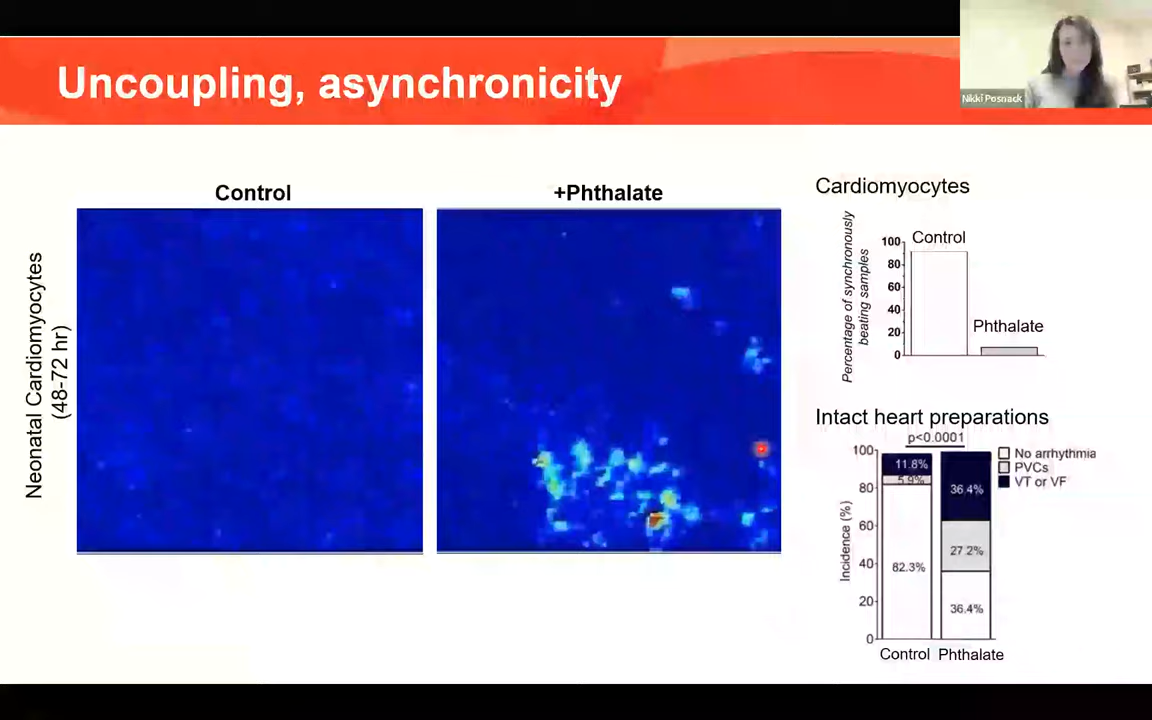 Uncoupling, asynchronicity
Nikki Posnack
Control
+Phthalate
Neonatal Cardiomyocytes
(48-72 hr)
Cardiomyocytes
Percentage of synchronously
beating samples
100
80
60
40
20
0
Control
Phthalate
Intact heart preparations
p<0.0001
Incidence (%)
100
80
60
40
20
0
11.8%
5.9%
82.3%
36.4%
27.2%
36.4%
No arrhythmia
PVCs
VT or VF
Control
Phthalate